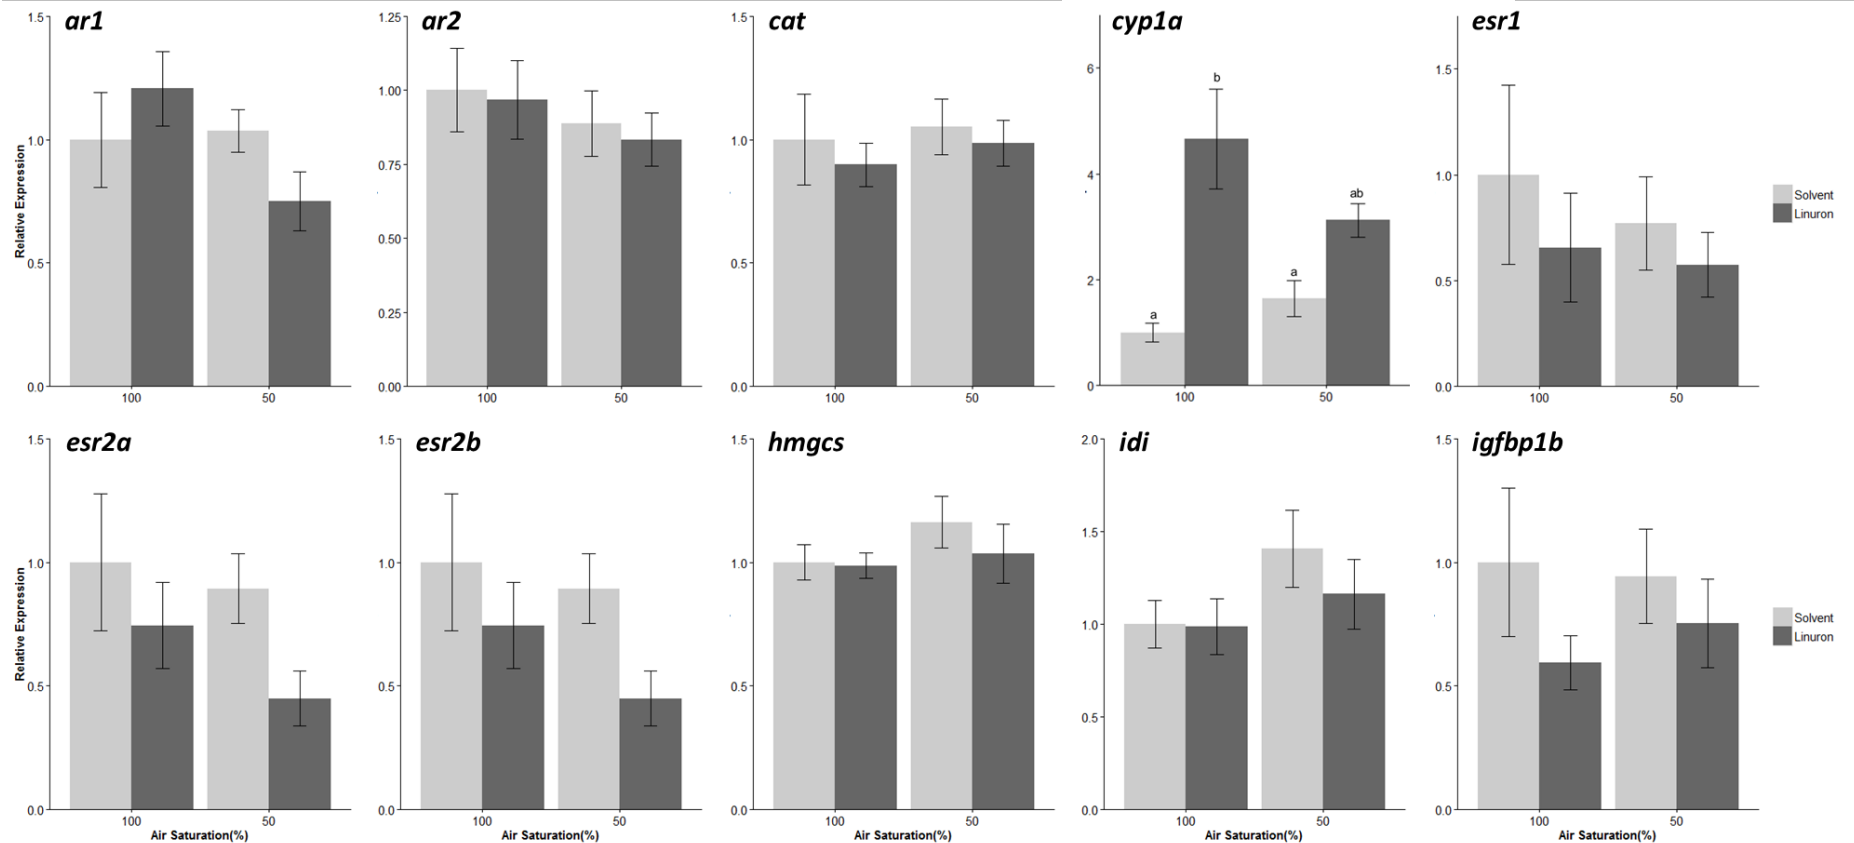 ar1
ar2
cat
cyp1a
esr1
1.5
1.0
0.5
0.0
Relative Expression
100
50
1.25
1.00
0.75
0.50
0.25
0.00
100
50
1.5
1.0
0.5
0.0
100
50
6
4
2
0
a
b
a
ab
100
50
1.5
1.0
0.5
0.0
100
50
Solvent
Linuron
esr2a
esr2b
hmgcs
idi
igfbp1b
1.5
1.0
0.5
0.0
Relative Expression
100
50
Air Saturation(%)
1.5
1.0
0.5
0.0
100
50
Air Saturation(%)
1.5
1.0
0.5
0.0
100
50
Air Saturation(%)
2.0
1.5
1.0
0.5
0.0
100
50
Air Saturation(%)
1.5
1.0
0.5
0.0
100
50
Air Saturation(%)
Solvent
Linuron